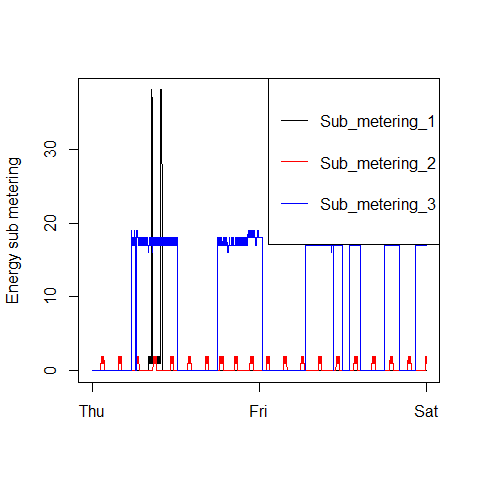 Sub_metering_1
Sub_metering_2
Sub_metering_3
Energy sub metering
30
20
10
0
Thu
Fri
Sat